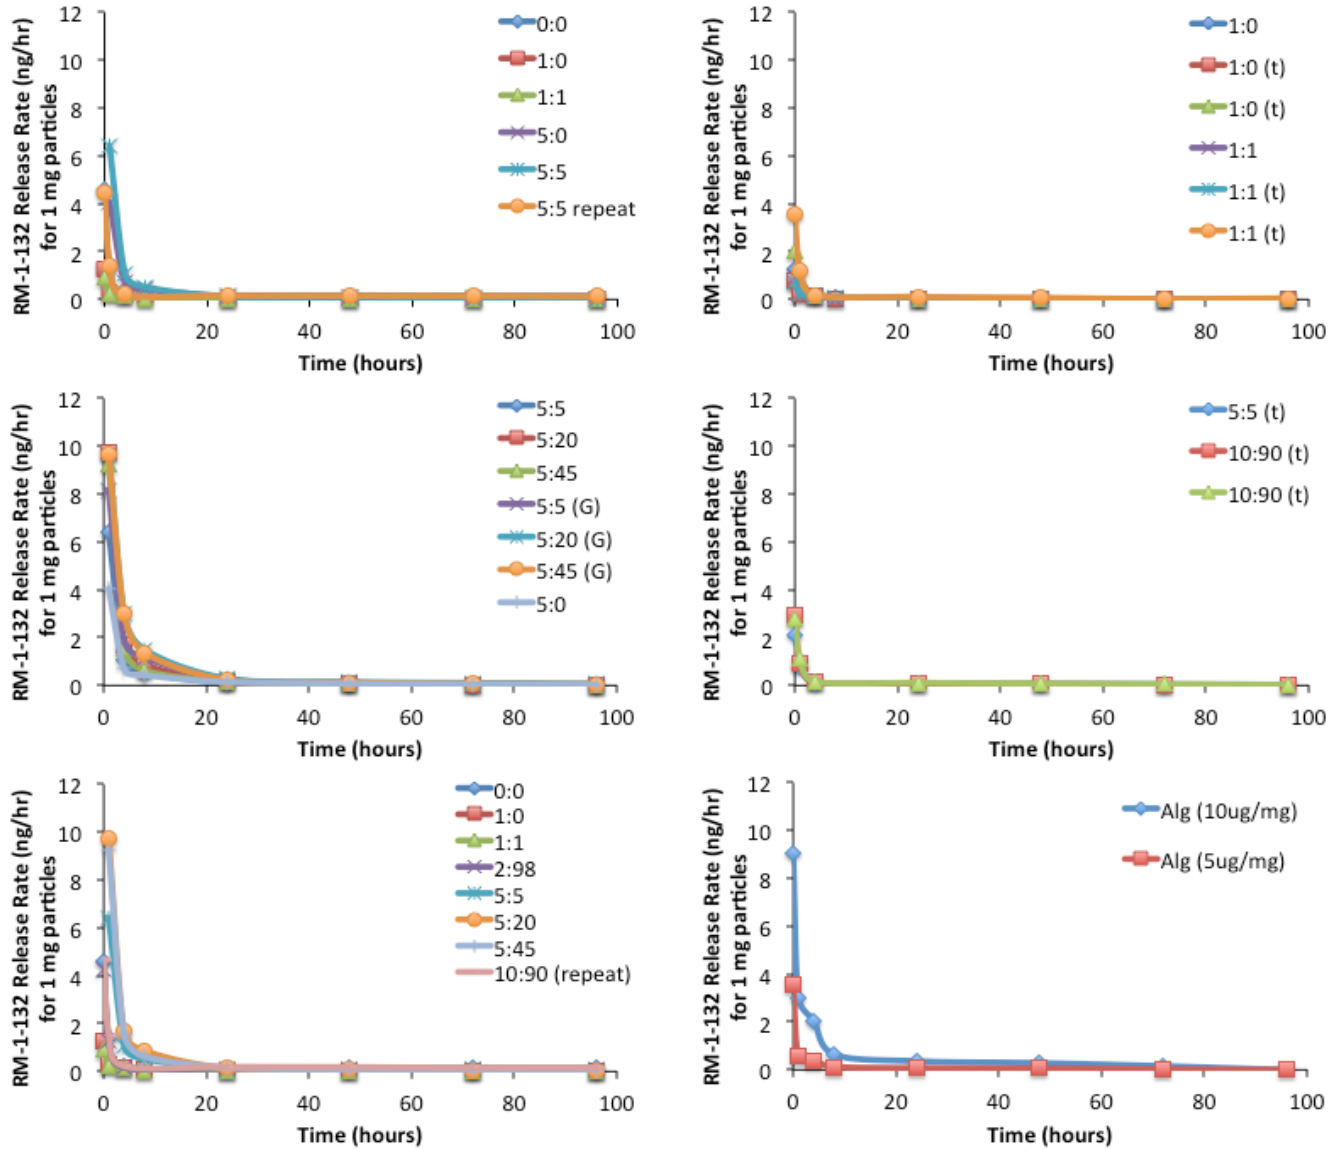 RM-1-132 Release Rate (ng/hr)
for 1 mg particles
12
10
8
6
4
2
0
0 20 40 60 80 100
Time (hours)
0:0
1:0
1:1
5:0
5:5
5:5 repeat
RM-1-132 Release Rate (ng/hr)
for 1 mg particles
12
10
8
6
4
2
0
0 20 40 60 80 100
Time (hours)
1:0
1:0 (t)
1:0 (t)
1:1
1:1 (t)
1:1 (t)
RM-1-132 Release Rate (ng/hr)
for 1 mg particles
12
10
8
6
4
2
0
0 20 40 60 80 100
Time (hours)
5:5
5:20
5:45
5:5 (G)
5:20 (G)
5:45 (G)
5:0
RM-1-132 Release Rate (ng/hr)
for 1 mg particles
12
10
8
6
4
2
0
0 20 40 60 80 100
Time (hours)
5:5 (t)
10:90 (t)
10:90 (t)
RM-1-132 Release Rate (ng/hr)
for 1 mg particles
12
10
8
6
4
2
0
0 20 40 60 80 100
Time (hours)
0:0
1:0
1:1
2:98
5:5
5:20
5:45
10:90 (repeat)
RM-1-132 Release Rate (ng/hr)
for 1 mg particles
12
10
8
6
4
2
0
0 20 40 60 80 100
Time (hours)
Alg (10ug/mg)
Alg (5ug/mg)